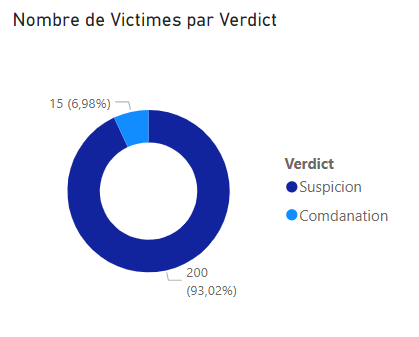 Nombre de Victimes par Verdict
15 (6,98%)
Verdict
Suspicion
Comdanation
200
(93,02%)